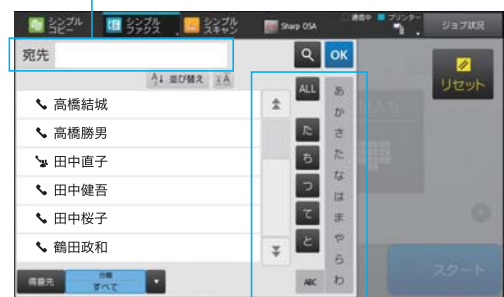 シンプル
コピー
シンプル
ファクス
シンプル
スキャン
Sharp OSA
通信中
プリンター
ジョブ状況
宛先
OK
並び替え
リセット
ALL
あ
か
高橋結城
高橋勝男
た
さ
田中直子
ち
た
田中健吾
つ
な
は
田中桜子
て
ま
鶴田政和
と
や
ら
得意先
分類
すべて
ABC
わ
スタート